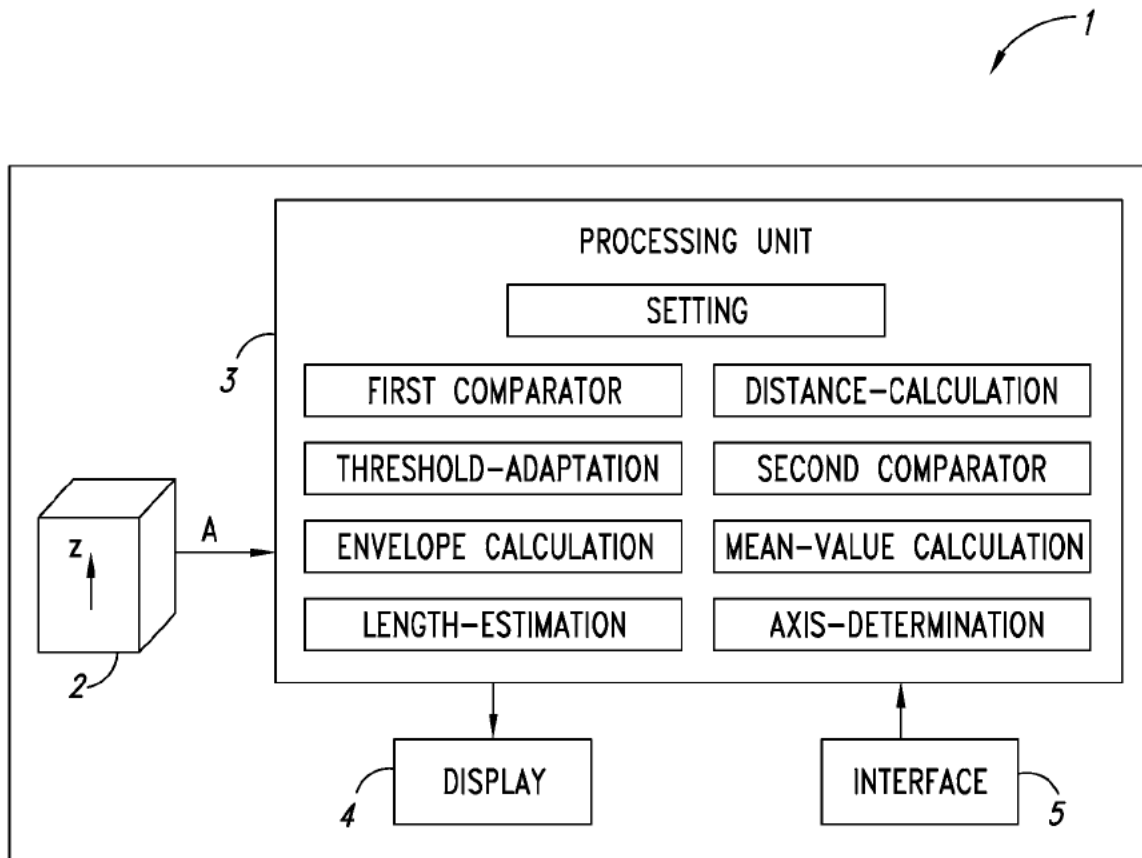 1
PROCESSING UNIT
SETTING
3
FIRST COMPARATOR
DISTANCE-CALCULATION
THRESHOLD-ADAPTATION
SECOND COMPARATOR
z
A
ENVELOPE CALCULATION
MEAN-VALUE CALCULATION
LENGTH-ESTIMATION
AXIS-DETERMINATION
2
4
DISPLAY
INTERFACE
5